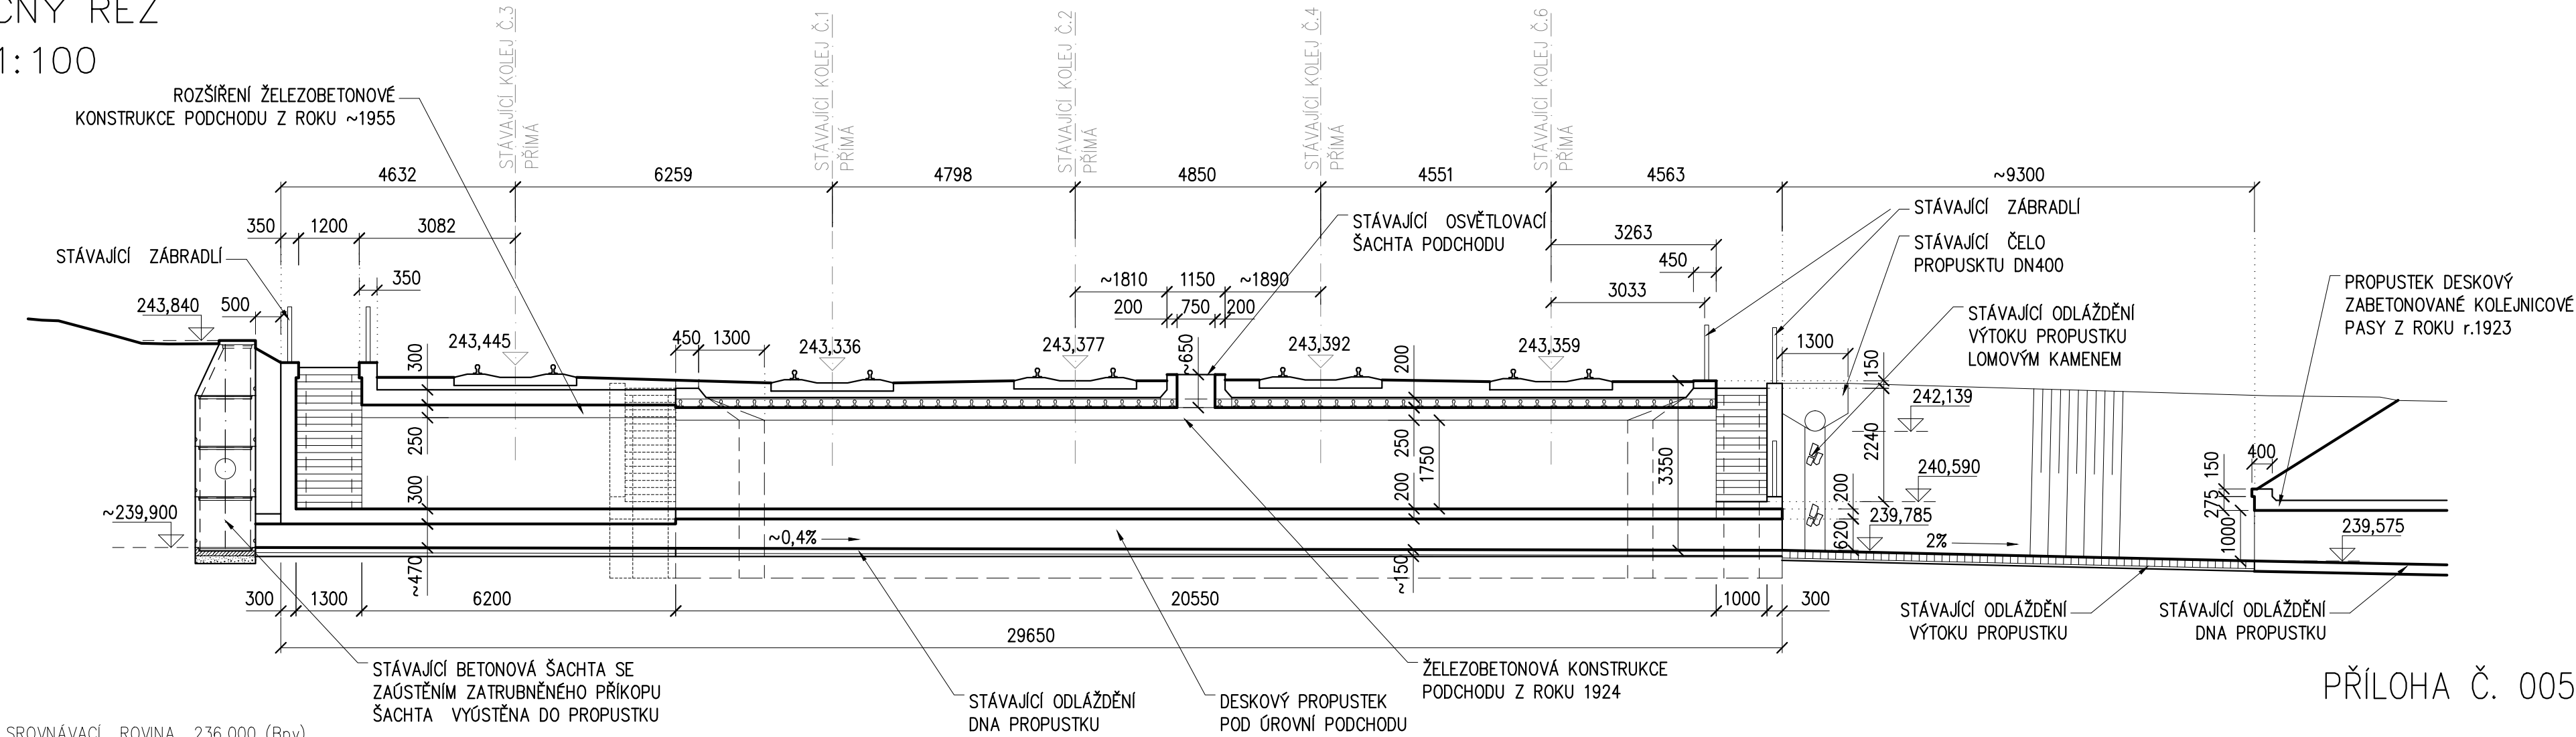 ČNÝ ŘEZ
1:100
ROZŠÍŘENÍ ŽELEZOBETONOVÉ
KONSTRUKCE PODCHODU Z ROKU ~1955
STÁVAJÍCÍ KOLEJ Č.3
PŘÍMÁ
STÁVAJÍCÍ KOLEJ Č.1
PŘÍMÁ
STÁVAJÍCÍ KOLEJ Č.2
PŘÍMÁ
STÁVAJÍCÍ KOLEJ Č.4
PŘÍMÁ
STÁVAJÍCÍ KOLEJ Č.6
PŘÍMÁ
4632
6259
4798
4850
4551
4563
~9300
350
1200
3082
STÁVAJÍCÍ ZÁBRADLÍ
350
243,840
500
STÁVAJÍCÍ OSVĚTLOVACÍ
ŠACHTA PODCHODU
~1810
1150
~1890
200
750
200
3263
450
3033
STÁVAJÍCÍ ZÁBRADLÍ
STÁVAJÍCÍ ČELO
PROPUSKTU DN400
STÁVAJÍCÍ ODLÁŽDĚNÍ
VÝTOKU PROPUSTKU
LOMOVÝM KAMENEM
PROPUSTEK DESKOVÝ
ZABETONOVANÉ KOLEJNICOVÉ
PASY Z ROKU r.1923
243,445
450
1300
243,336
243,377
~650
243,392
200
243,359
1300
150
300
250
300
~470
250
1750
200
3350
~150
2240
242,139
240,590
200
239,785
620
400
150
275
1000
239,575
~239,900
~0,4%
2%
300
1300
6200
20550
1000
300
29650
STÁVAJÍCÍ ODLÁŽDĚNÍ
VÝTOKU PROPUSTKU
STÁVAJÍCÍ ODLÁŽDĚNÍ
DNA PROPUSTKU
STÁVAJÍCÍ BETONOVÁ ŠACHTA SE
ZAÚSTĚNÍM ZATRUBNĚNÉHO PŘÍKOPU
ŠACHTA VYÚSTĚNA DO PROPUSTKU
STÁVAJÍCÍ ODLÁŽDĚNÍ
DNA PROPUSTKU
DESKOVÝ PROPUSTEK
POD ÚROVNÍ PODCHODU
ŽELEZOBETONOVÁ KONSTRUKCE
PODCHODU Z ROKU 1924
PŘÍLOHA Č. 005
SROVNÁVACÍ ROVINA 236,000 (Bpv)